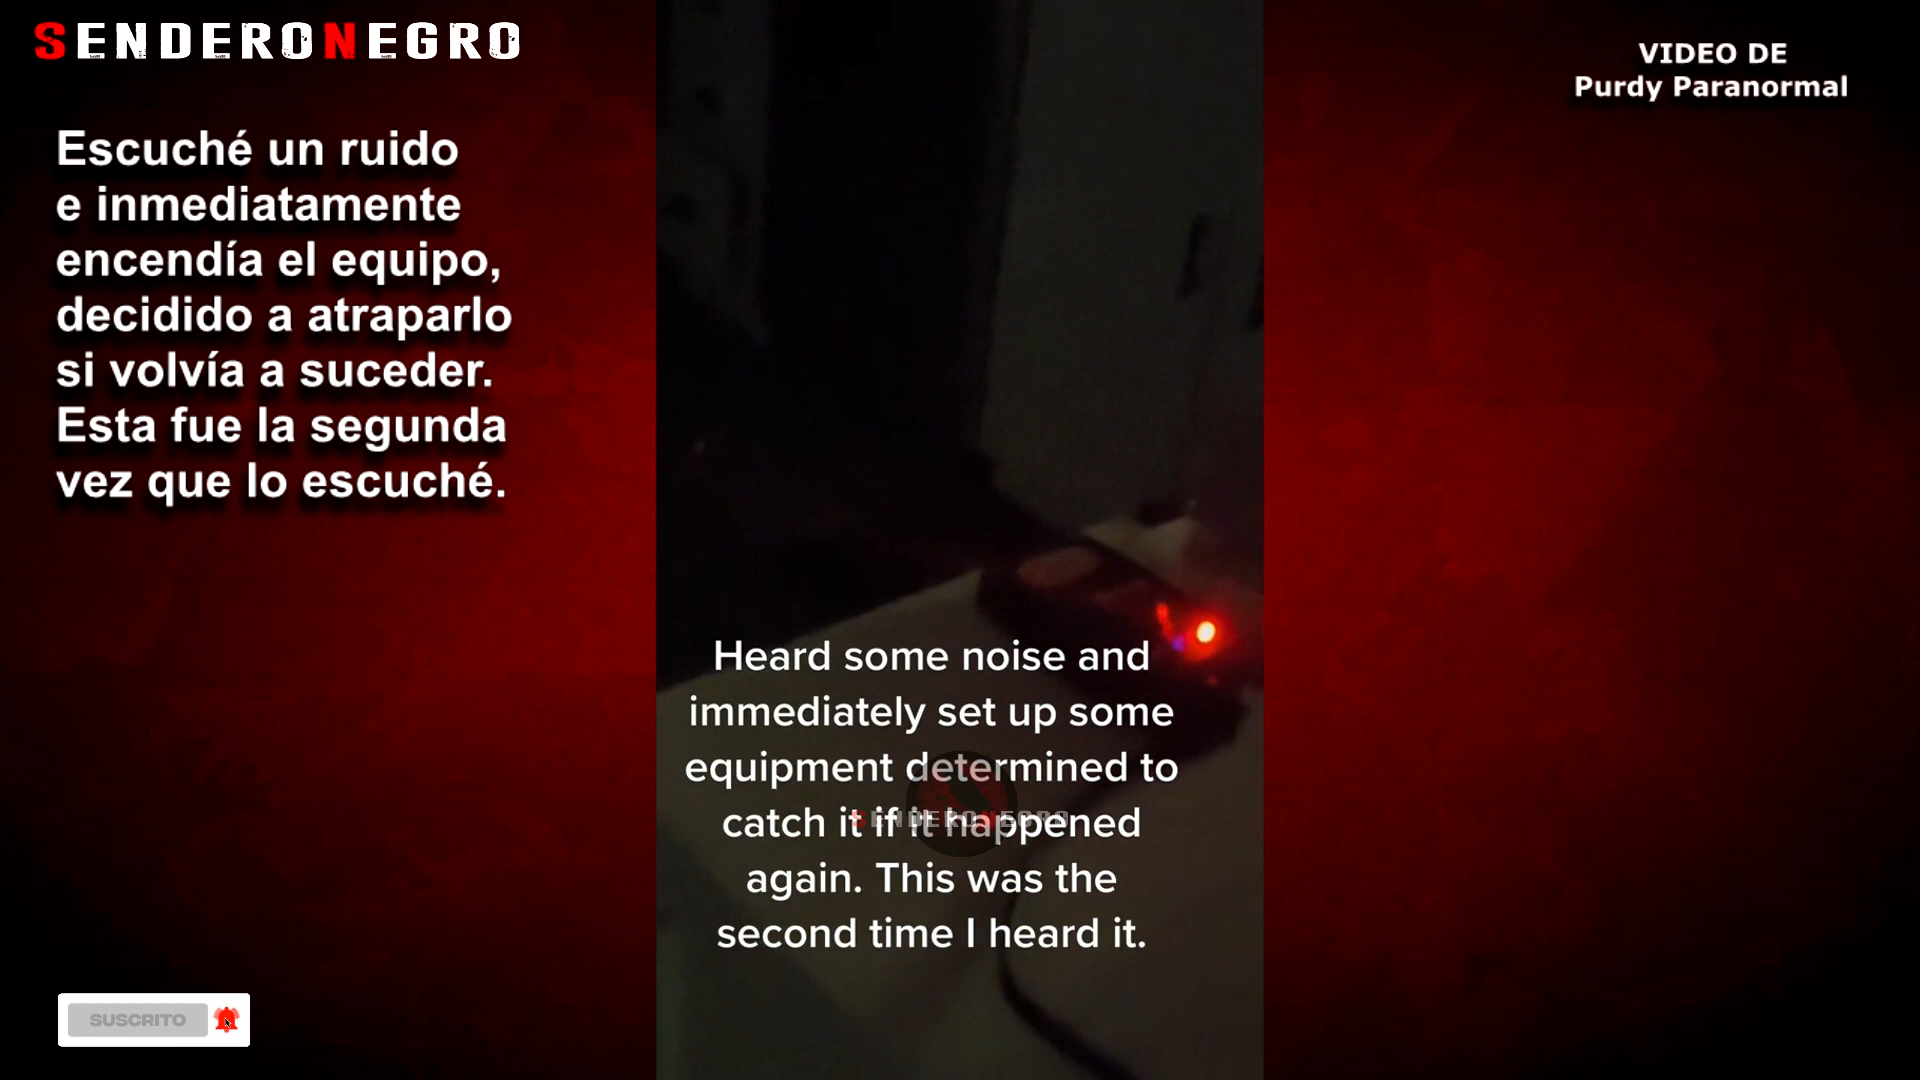 SENDERONEGRO
VIDEO DE
Purdy Paranormal
Escuché un ruido
e inmediatamente
encendía el equipo,
decidido a atraparlo
si volvía a suceder.
Esta fue la segunda
vez que lo escuché.
Heard some noise and
immediately set up some
equipment determined to
catch it if it happened
again. This was the
second time I heard it.
SENDERONEGRO
SUSCRITO